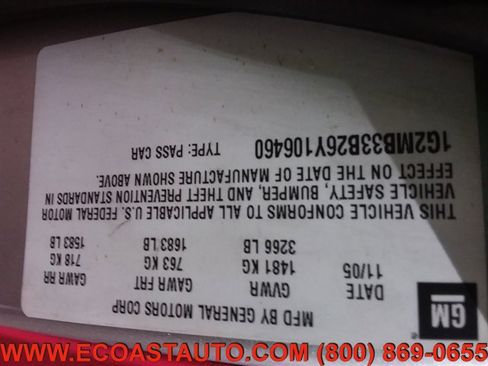 GM
MFD BY GENERAL MOTORS CORP
DATE GVWR GAWR FRT GAWR RR
11/05 1481 KG 763 KG 718 KG
3266 LB 1683 LB 1583 LB
THIS VEHICLE CONFORMS TO ALL APPLICABLE U.S. FEDERAL MOTOR
VEHICLE SAFETY, BUMPER, AND THEFT PREVENTION STANDARDS IN
EFFECT ON THE DATE OF MANUFACTURE SHOWN ABOVE.
1G2MB33B26Y106460 TYPE: PASS CAR
WWW.ECOASTAUTO.COM (800) 869-0655